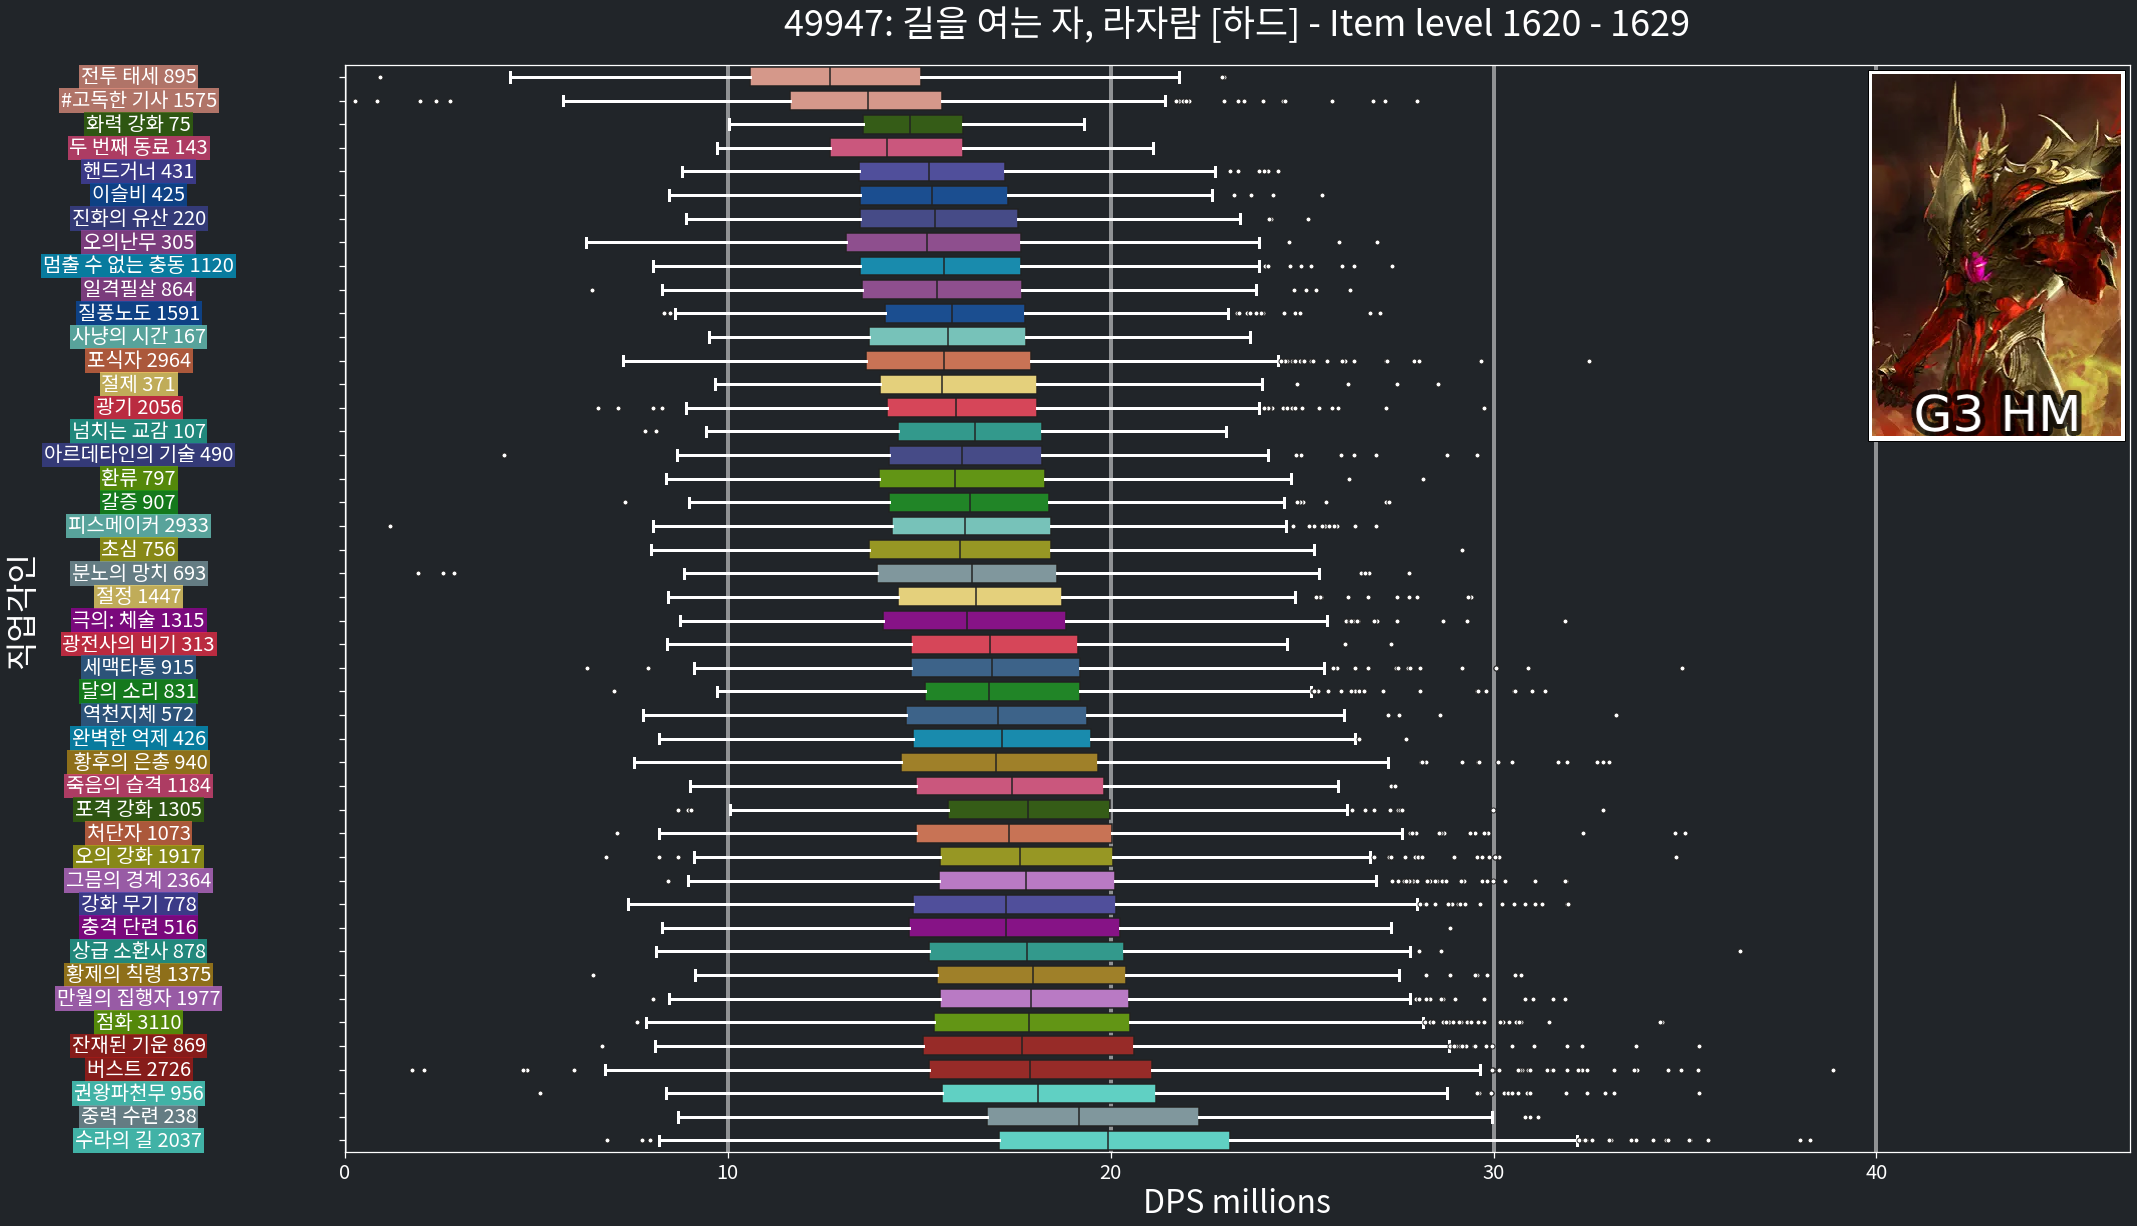 49947: 길을 여는 자, 라자람 [하드] - Item level 1620 - 1629
전투 태세 895
#고독한 기사 1575
화력 강화 75
두 번째 동료 143
핸드거너 431
이슬비 425
진화의 유산 220
오의난무 305
멈출 수 없는 충동 1120
일격필살 864
질풍노도 1591
사냥의 시간 167
포식자 2964
절제 371
광기 2056
넘치는 교감 107
아르데타인의 기술 490
환류 797
갈증 907
피스메이커 2933
초심 756
분노의 망치 693
절정 1447
극의: 체술 1315
광전사의 비기 313
세맥타통 915
달의 소리 831
역천지체 572
완벽한 억제 426
황후의 은총 940
죽음의 습격 1184
포격 강화 1305
처단자 1073
오의 강화 1917
그믐의 경계 2364
강화 무기 778
충격 단련 516
상급 소환사 878
황제의 칙령 1375
만월의 집행자 1977
점화 3110
잔재된 기운 869
버스트 2726
권왕파천무 956
중력 수련 238
수라의 길 2037
직업각인
G3 HM
0 10 20 30 40
DPS millions